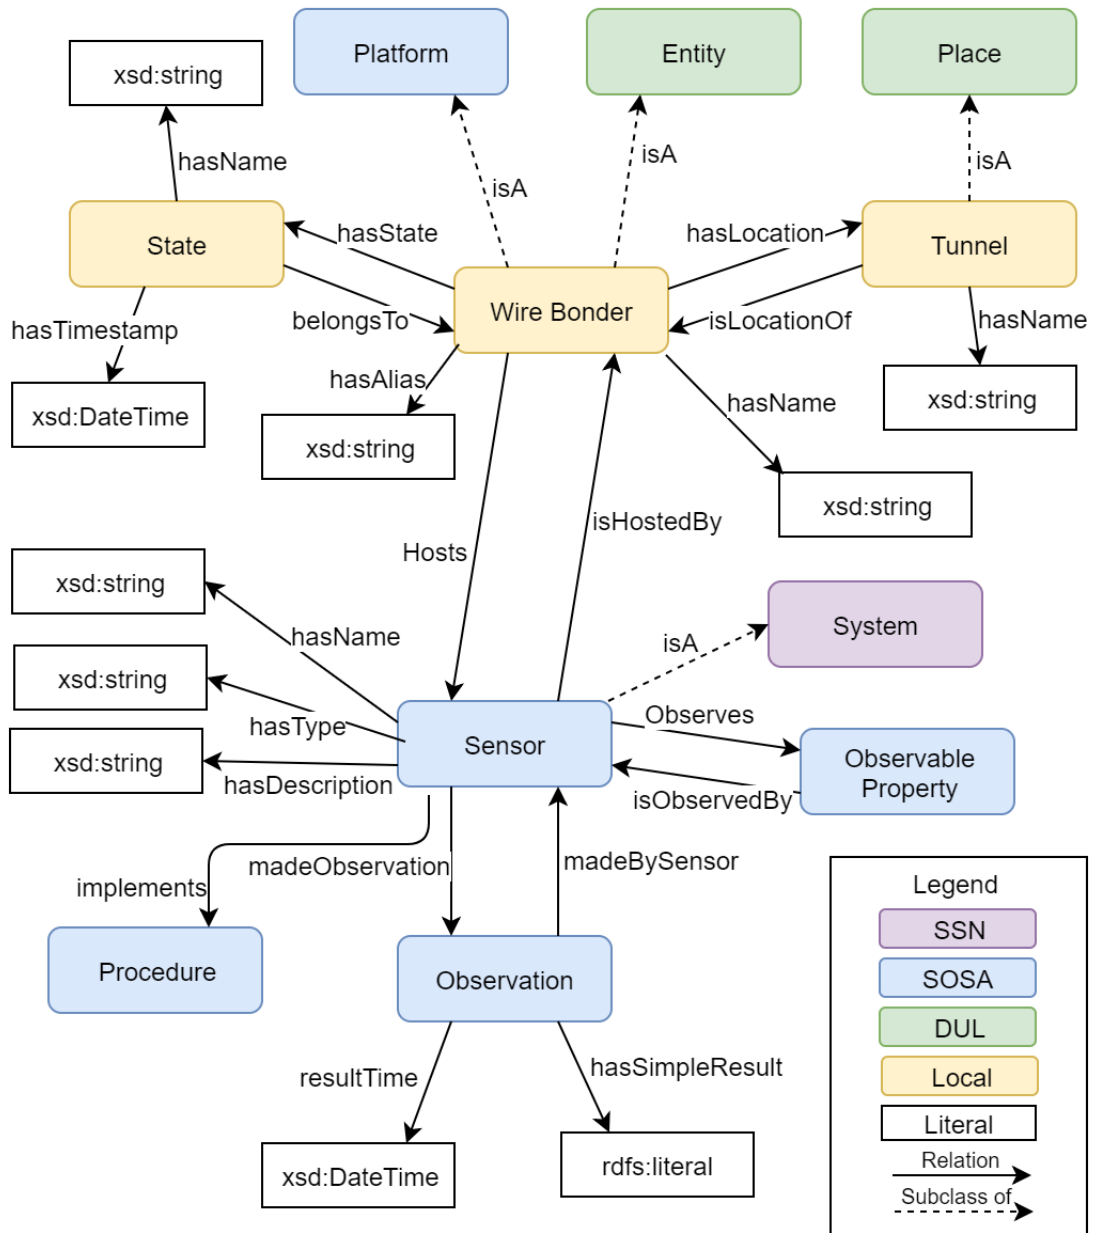 Platform
Entity
Place
xsd:string
hasName
isA
isA
isA
State
hasState
hasLocation
Tunnel
Wire Bonder
belongsTo
isLocationOf
hasTimestamp
hasName
hasAlias
xsd:DateTime
xsd:string
hasName
xsd:string
xsd:string
isHostedBy
Hosts
xsd:string
System
hasName
isA
xsd:string
hasType
Sensor
Observes
xsd:string
hasDescription
Observable
Property
isObservedBy
madeObservation
madeBySensor
implements
Procedure
Observation
resultTime
hasSimpleResult
xsd:DateTime
rdfs:literal
Legend
SSN
SOSA
DUL
Local
Literal
Relation
Subclass of